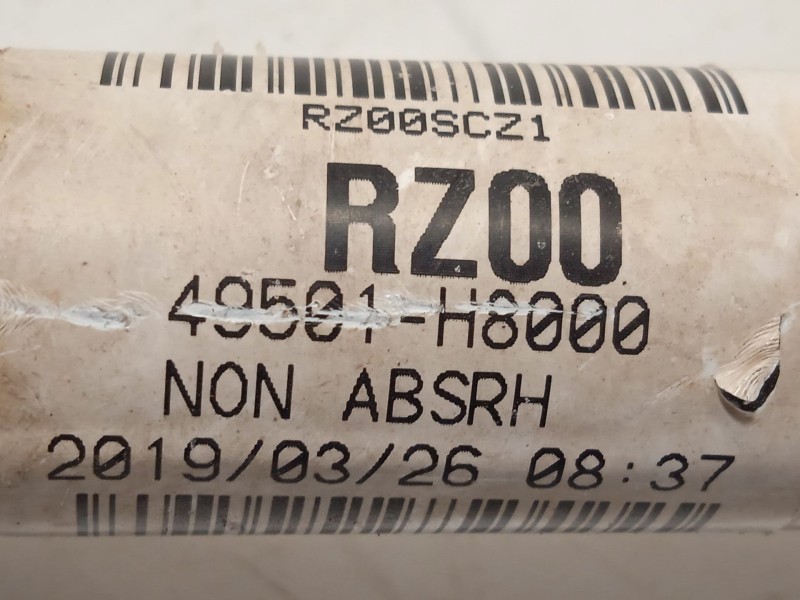 RZ00SCZ1
RZ00
49501-H8000
NON ABSRH
2019/03/26 08:37